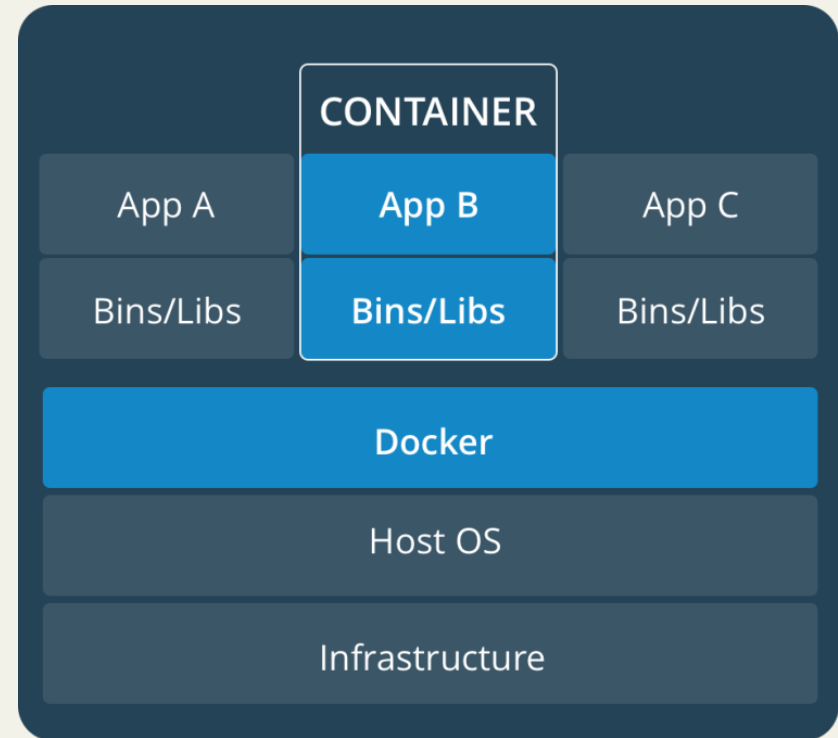 CONTAINER
App A App B App C
Bins/Libs Bins/Libs Bins/Libs
Docker
Host OS
Infrastructure